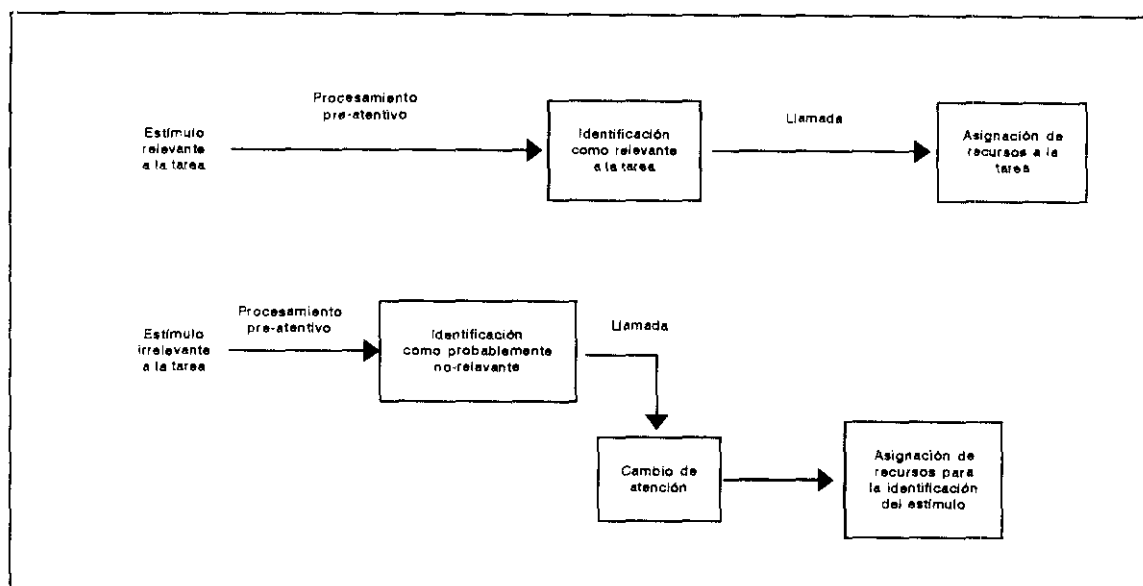 Procesamiento
pre-atentivo
Estímulo
relevante
a la tarea
Identificación
como relevante
a la tarea
Llamada
Asignación de
recursos a la
tarea
Procesamiento
pre-atentivo
Estímulo
irrelevante
a la tarea
Identificación
como probablemente
no-relevante
Llamada
Cambio de
atención
Asignación de
recursos para
la identificación
del estímulo